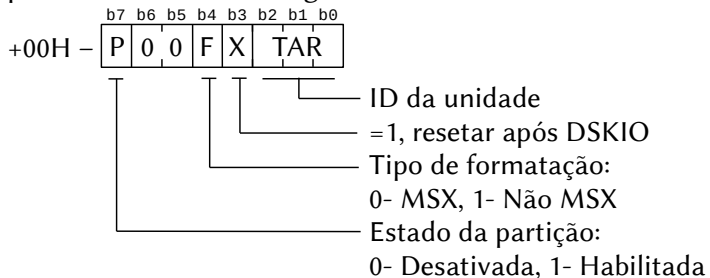 b7 b6 b5 b4 b3 b2 b1 b0
+00H – P 0 0 F X TAR
ID da unidade
=1, resetar após DSKIO
Tipo de formatação:
0- MSX, 1- Não MSX
Estado da partição:
0- Desativada, 1- Habilitada